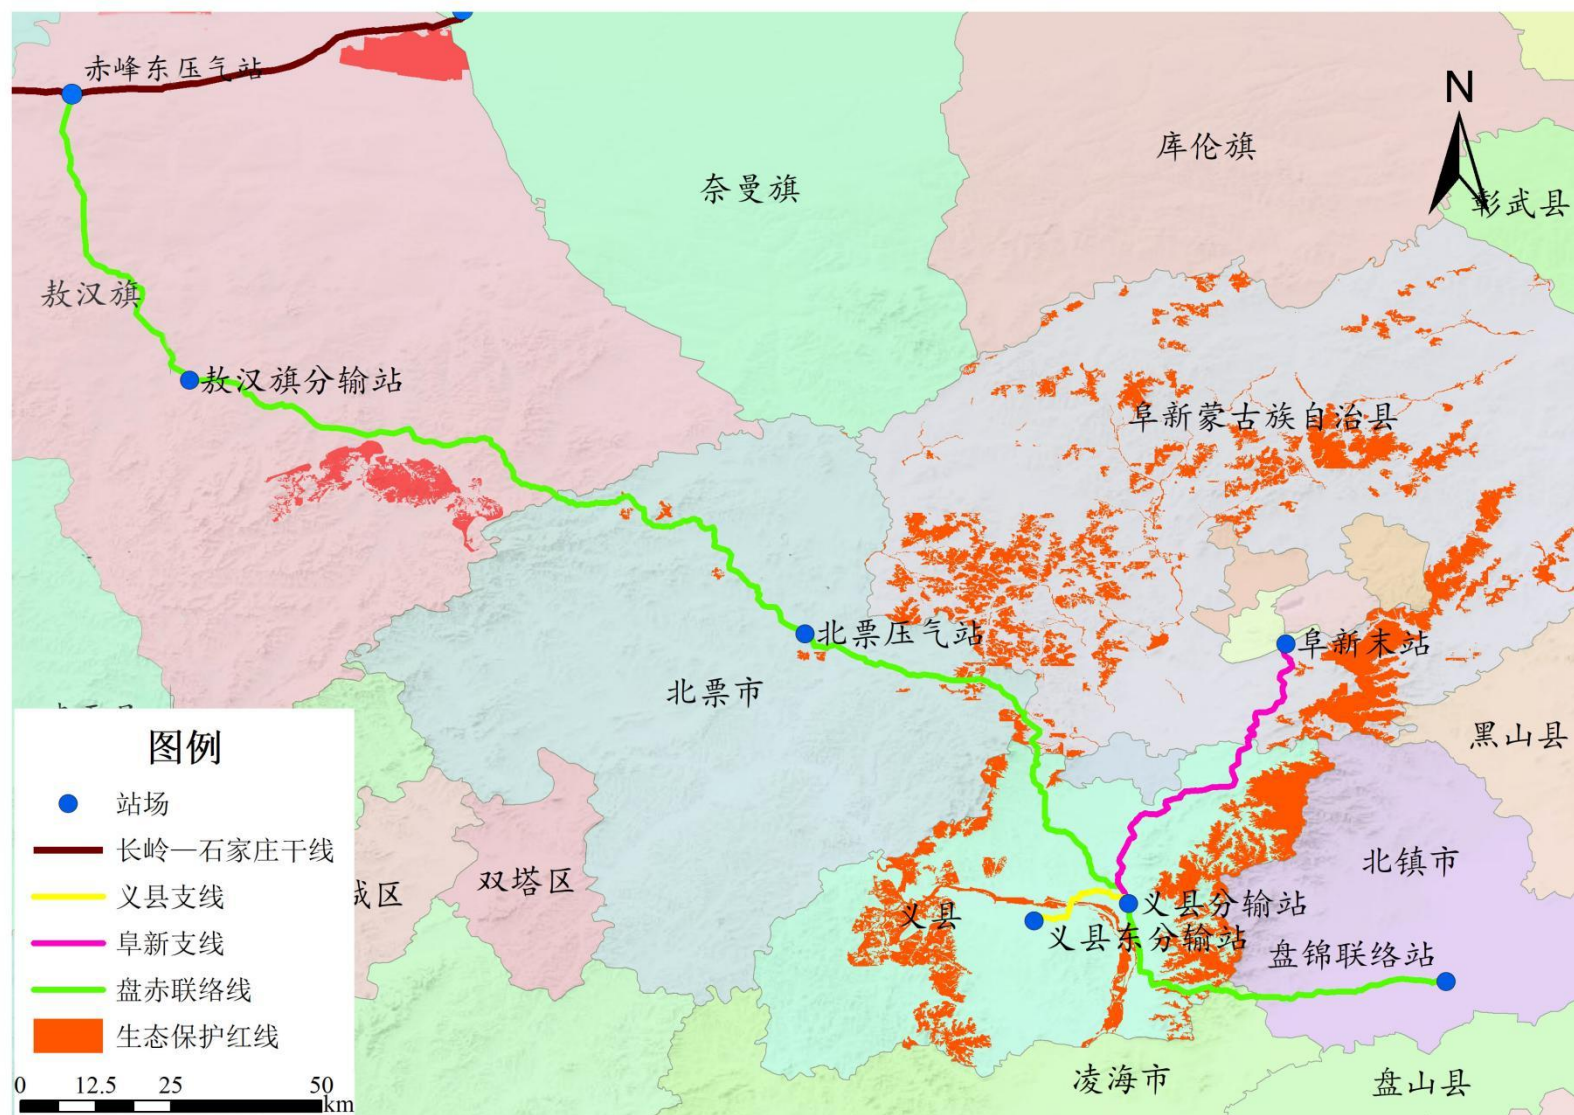 赤峰东压气站
N
库伦旗
奈曼旗
彰武县
敖汉旗
敖汉旗分输站
阜新蒙古族自治县
北票压气站
阜新末站
北票市
黑山县
图例
站场
长岭—石家庄干线
义县支线
阜新支线
盘赤联络线
生态保护红线
双塔区
城区
北镇市
义县
义县分输站
义县东分输站
盘锦联络站
凌海市
盘山县
0 12.5 25 50
km